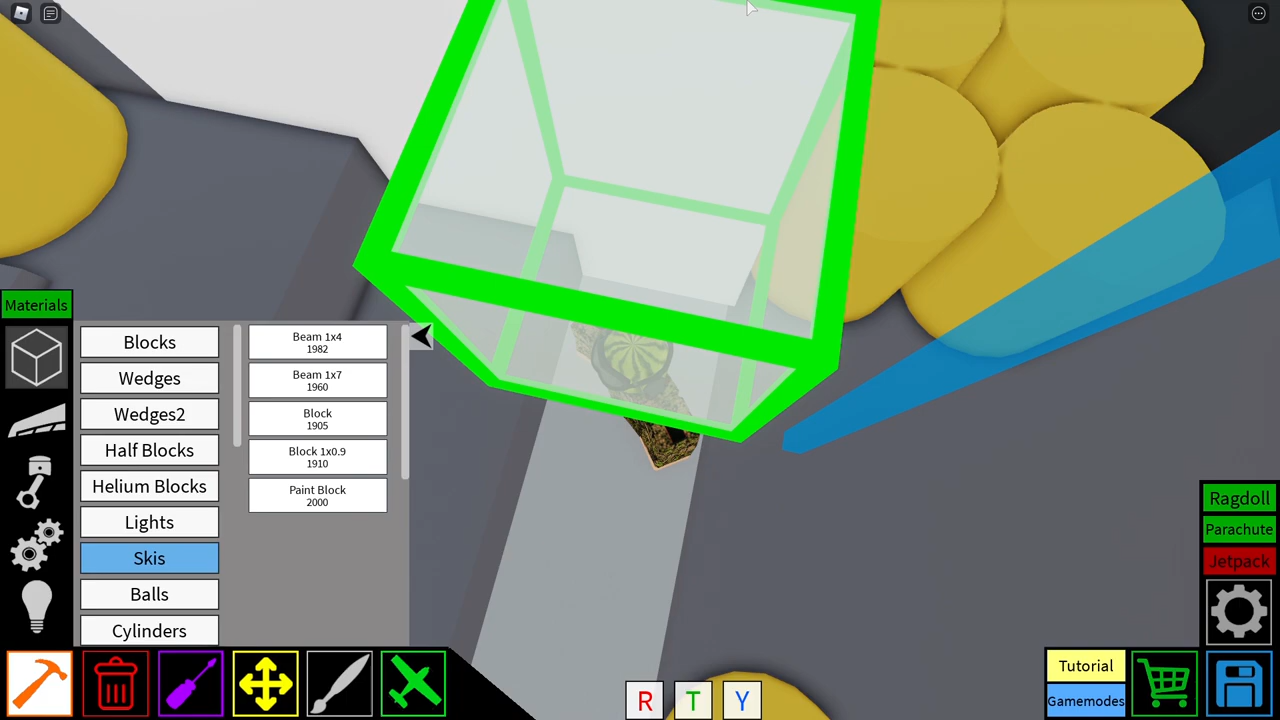 Materials
Blocks
Wedges
Wedges2
Half Blocks
Helium Blocks
Lights
Skis
Balls
Cylinders
Beam 1x4
1982
Beam 1x7
1960
Block
1905
Block 1x0.9
1910
Paint Block
2000
Ragdoll
Parachute
Jetpack
Tutorial
Gamemodes
R T Y